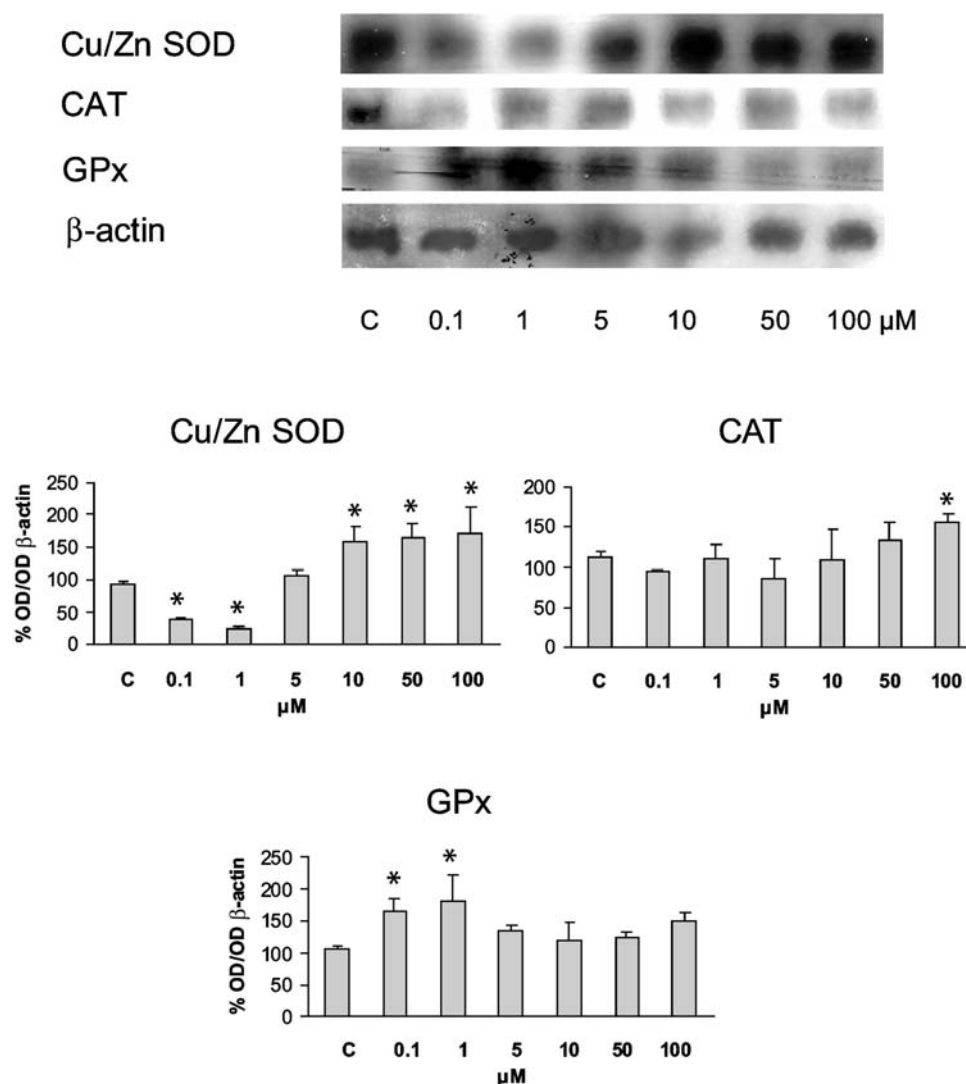 Cu/Zn SOD
CAT
GPx
β-actin
C 0.1 1 5 10 50 100 µM
Cu/Zn SOD
% OD/OD β-actin
250
200
150
100
50
0
* * * * *
C 0.1 1 5 10 50 100
µM
CAT
200
150
100
50
0
*
C 0.1 1 5 10 50 100
µM
GPx
% OD/OD β-actin
250
200
150
100
50
0
* *
C 0.1 1 5 10 50 100
µM